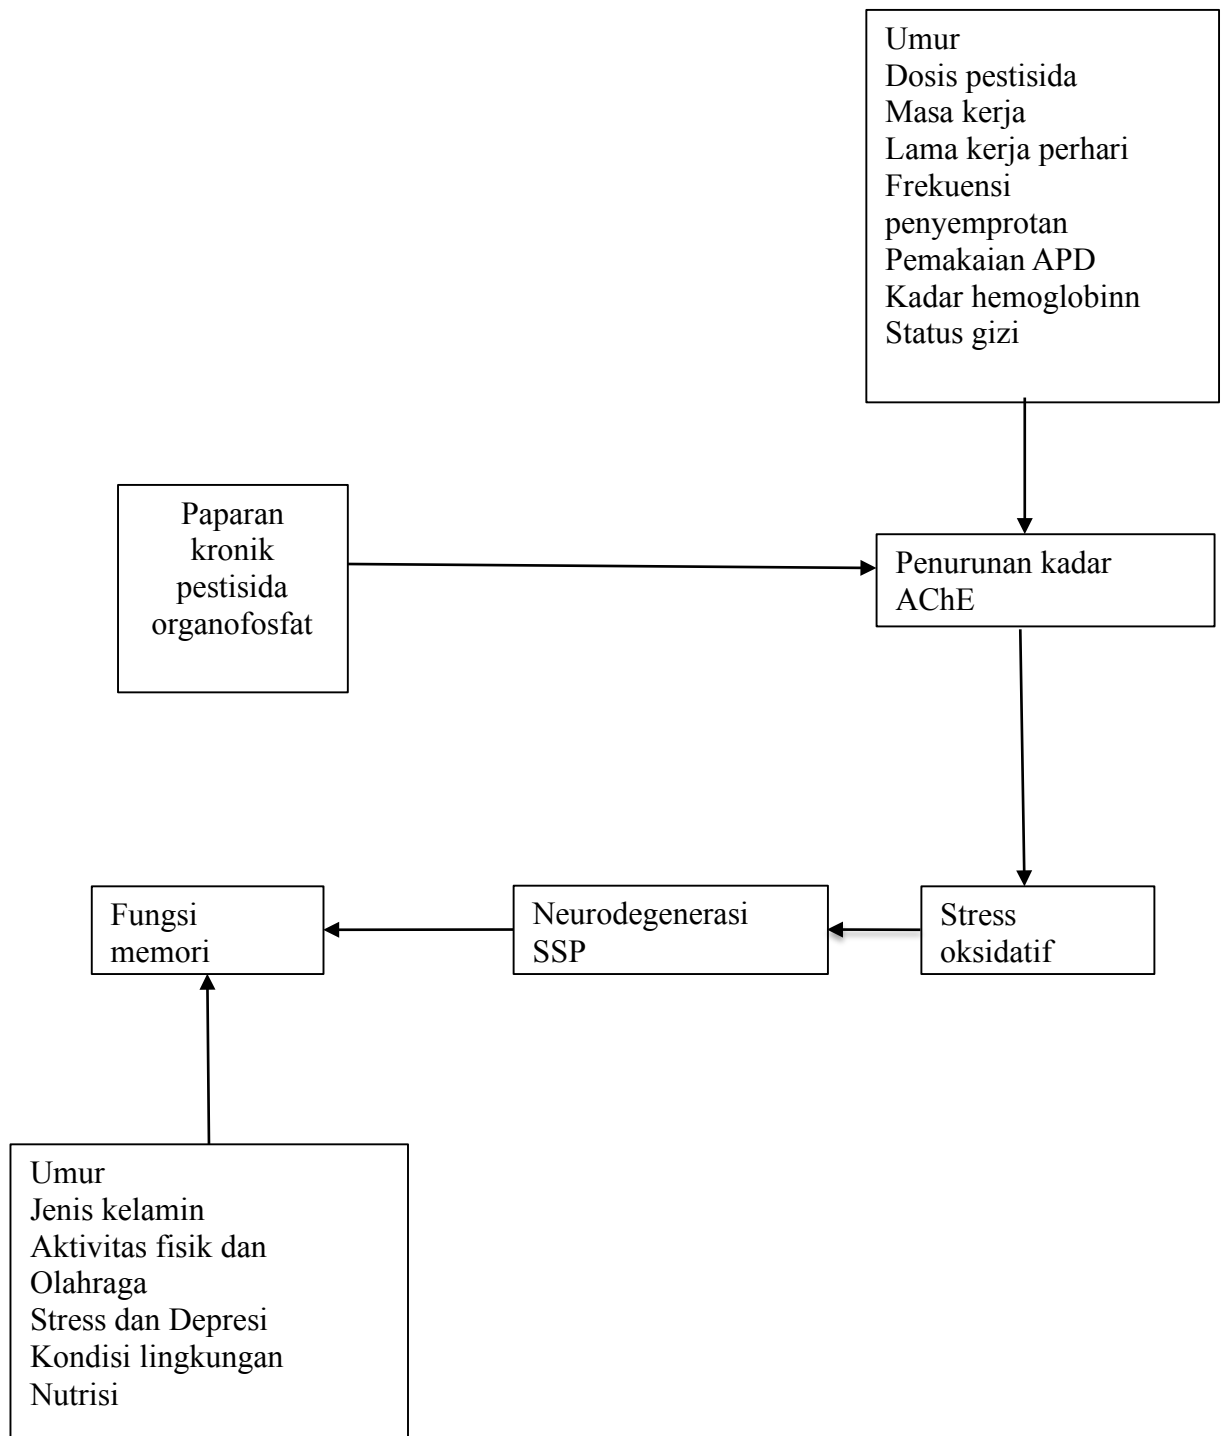 Umur
Dosis pestisida
Masa kerja
Lama kerja perhari
Frekuensi
penyemprotan
Pemakaian APD
Kadar hemoglobinn
Status gizi
Paparan
kronik
pestisida
organofosfat
Penurunan kadar
AChE
Fungsi
memori
Neurodegenerasi
SSP
Stress
oksidatif
Umur
Jenis kelamin
Aktivitas fisik dan
Olahraga
Stress dan Depresi
Kondisi lingkungan
Nutrisi